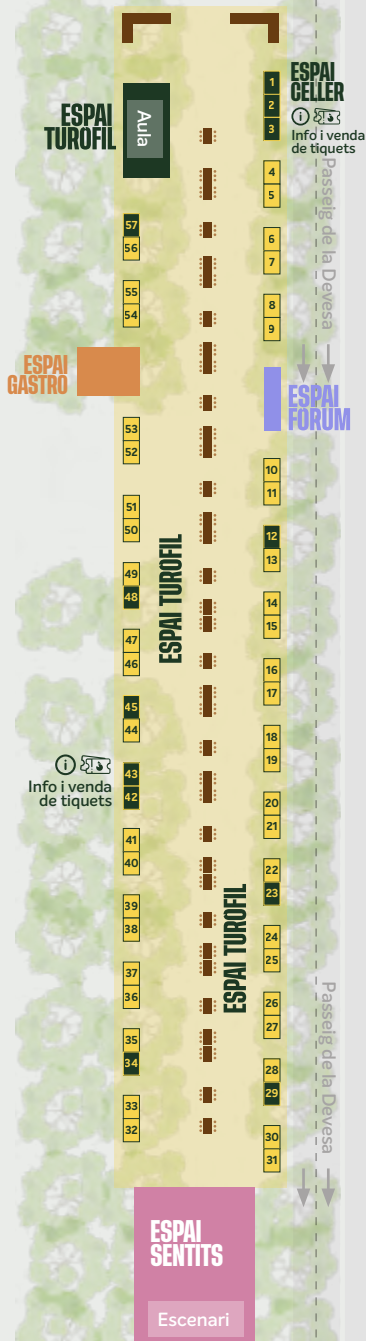 ESPAI
CELLER
Info i venda
de tiquets
ESPAI
TUROFIL
Aula
Passeig de la Devesa
1
2
3
4
5
6
7
8
9
57
56
55
54
ESPAI
GASTRO
ESPAI
FÒRUM
53
52
51
50
49
48
47
46
45
44
43
42
41
40
39
38
37
36
35
34
33
32
ESPAI TUROFIL
Info i venda
de tiquets
ESPAI TUROFIL
10
11
12
13
14
15
16
17
18
19
20
21
22
23
24
25
26
27
28
29
30
31
Passeig de la Devesa
ESPAI
SENTITS
Escenari